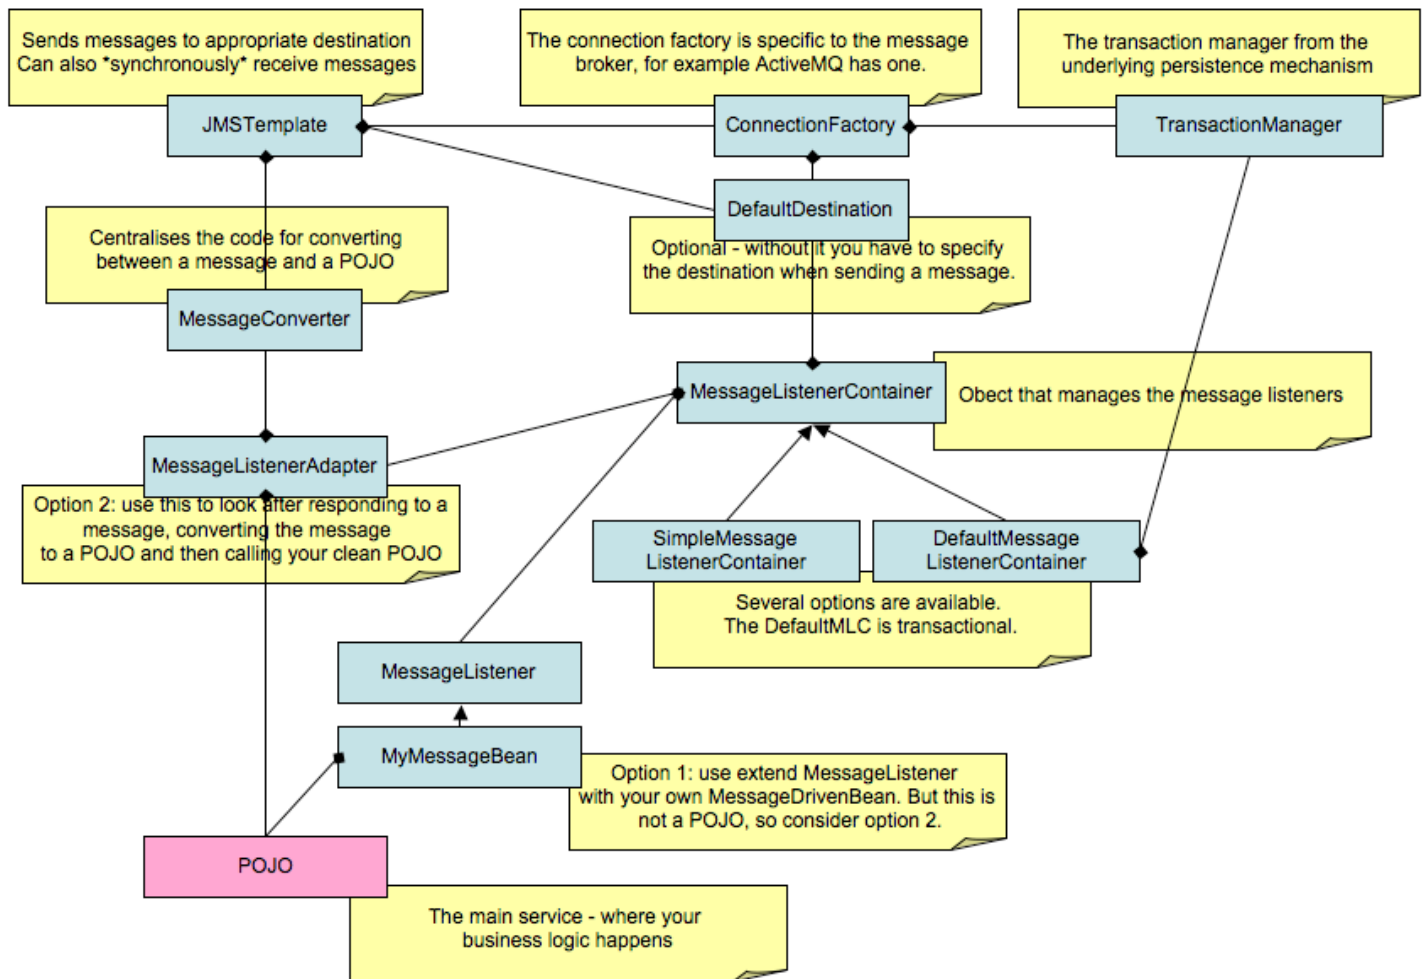 Sends messages to appropriate destination
Can also *synchronously* receive messages
The connection factory is specific to the message
broker, for example ActiveMQ has one.
The transaction manager from the
underlying persistence mechanism
JMSTemplate
ConnectionFactory
TransactionManager
DefaultDestination
Centralises the code for converting
between a message and a POJO
Optional - without it you have to specify
the destination when sending a message.
MessageConverter
MessageListenerContainer
Obect that manages the message listeners
MessageListenerAdapter
Option 2: use this to look after responding to a
message, converting the message
to a POJO and then calling your clean POJO
SimpleMessage
ListenerContainer
DefaultMessage
ListenerContainer
Several options are available.
The DefaultMLC is transactional.
MessageListener
MyMessageBean
Option 1: use extend MessageListener
with your own MessageDrivenBean. But this is
not a POJO, so consider option 2.
POJO
The main service - where your
business logic happens